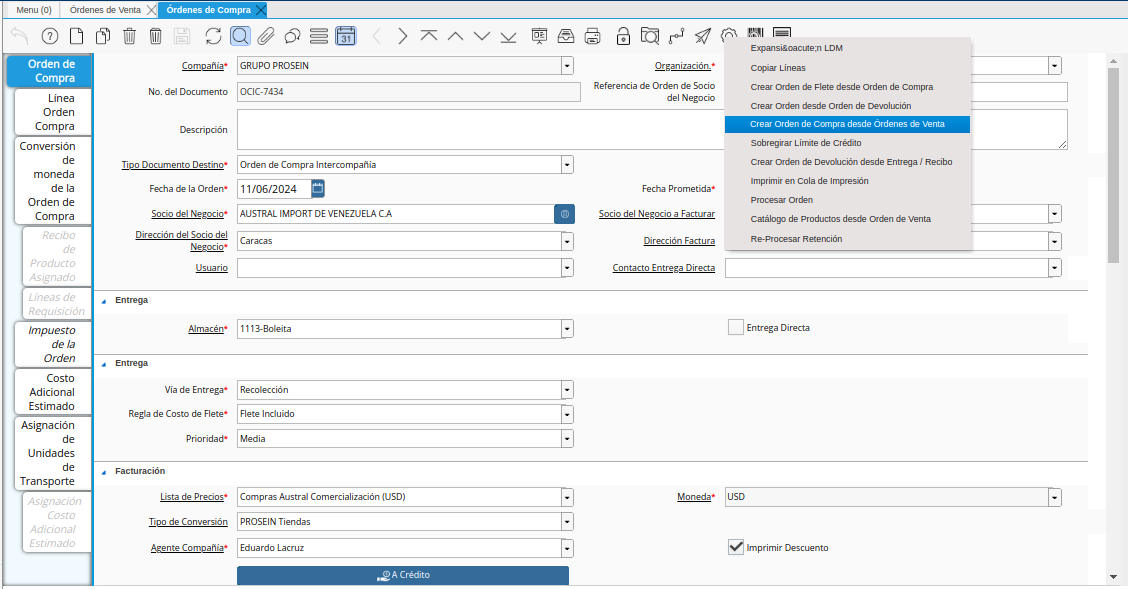 Menu (0)
Órdenes de Venta
Órdenes de Compra
31
Orden de
Compra
Línea
Orden
Compra
Conversión
de
moneda
de la
Orden de
Compra
Recibo
de
Producto
Asignado
Líneas de
Requisición
Impuesto
de la
Orden
Costo
Adicional
Estimado
Asignación
de
Unidades
de
Transporte
Asignación
Costo
Adicional
Estimado
Compañía* GRUPO PROSEIN
Organización.*
No. del Documento OCIC-7434
Referencia de Orden de Socio
del Negocio
Descripción
Tipo Documento Destino* Orden de Compra Intercompañía
Fecha de la Orden* 11/06/2024
Fecha Prometida*
Socio del Negocio* AUSTRAL IMPORT DE VENEZUELA C.A
Socio del Negocio a Facturar
Dirección del Socio del
Negocio* Caracas
Dirección Factura
Usuario
Contacto Entrega Directa
Expansi&oacute;n LDM
Copiar Líneas
Crear Orden de Flete desde Orden de Compra
Crear Orden desde Orden de Devolución
Crear Orden de Compra desde Órdenes de Venta
Sobregirar Límite de Crédito
Crear Orden de Devolución desde Entrega / Recibo
Imprimir en Cola de Impresión
Procesar Orden
Catálogo de Productos desde Orden de Venta
Re-Procesar Retención
Entrega
Almacén* 1113-Boleita
Entrega Directa
Entrega
Vía de Entrega* Recolección
Regla de Costo de Flete* Flete Incluido
Prioridad* Media
Facturación
Lista de Precios* Compras Austral Comercialización (USD)
Moneda* USD
Tipo de Conversión PROSEIN Tiendas
Agente Compañía* Eduardo Lacruz
Imprimir Descuento
A Crédito